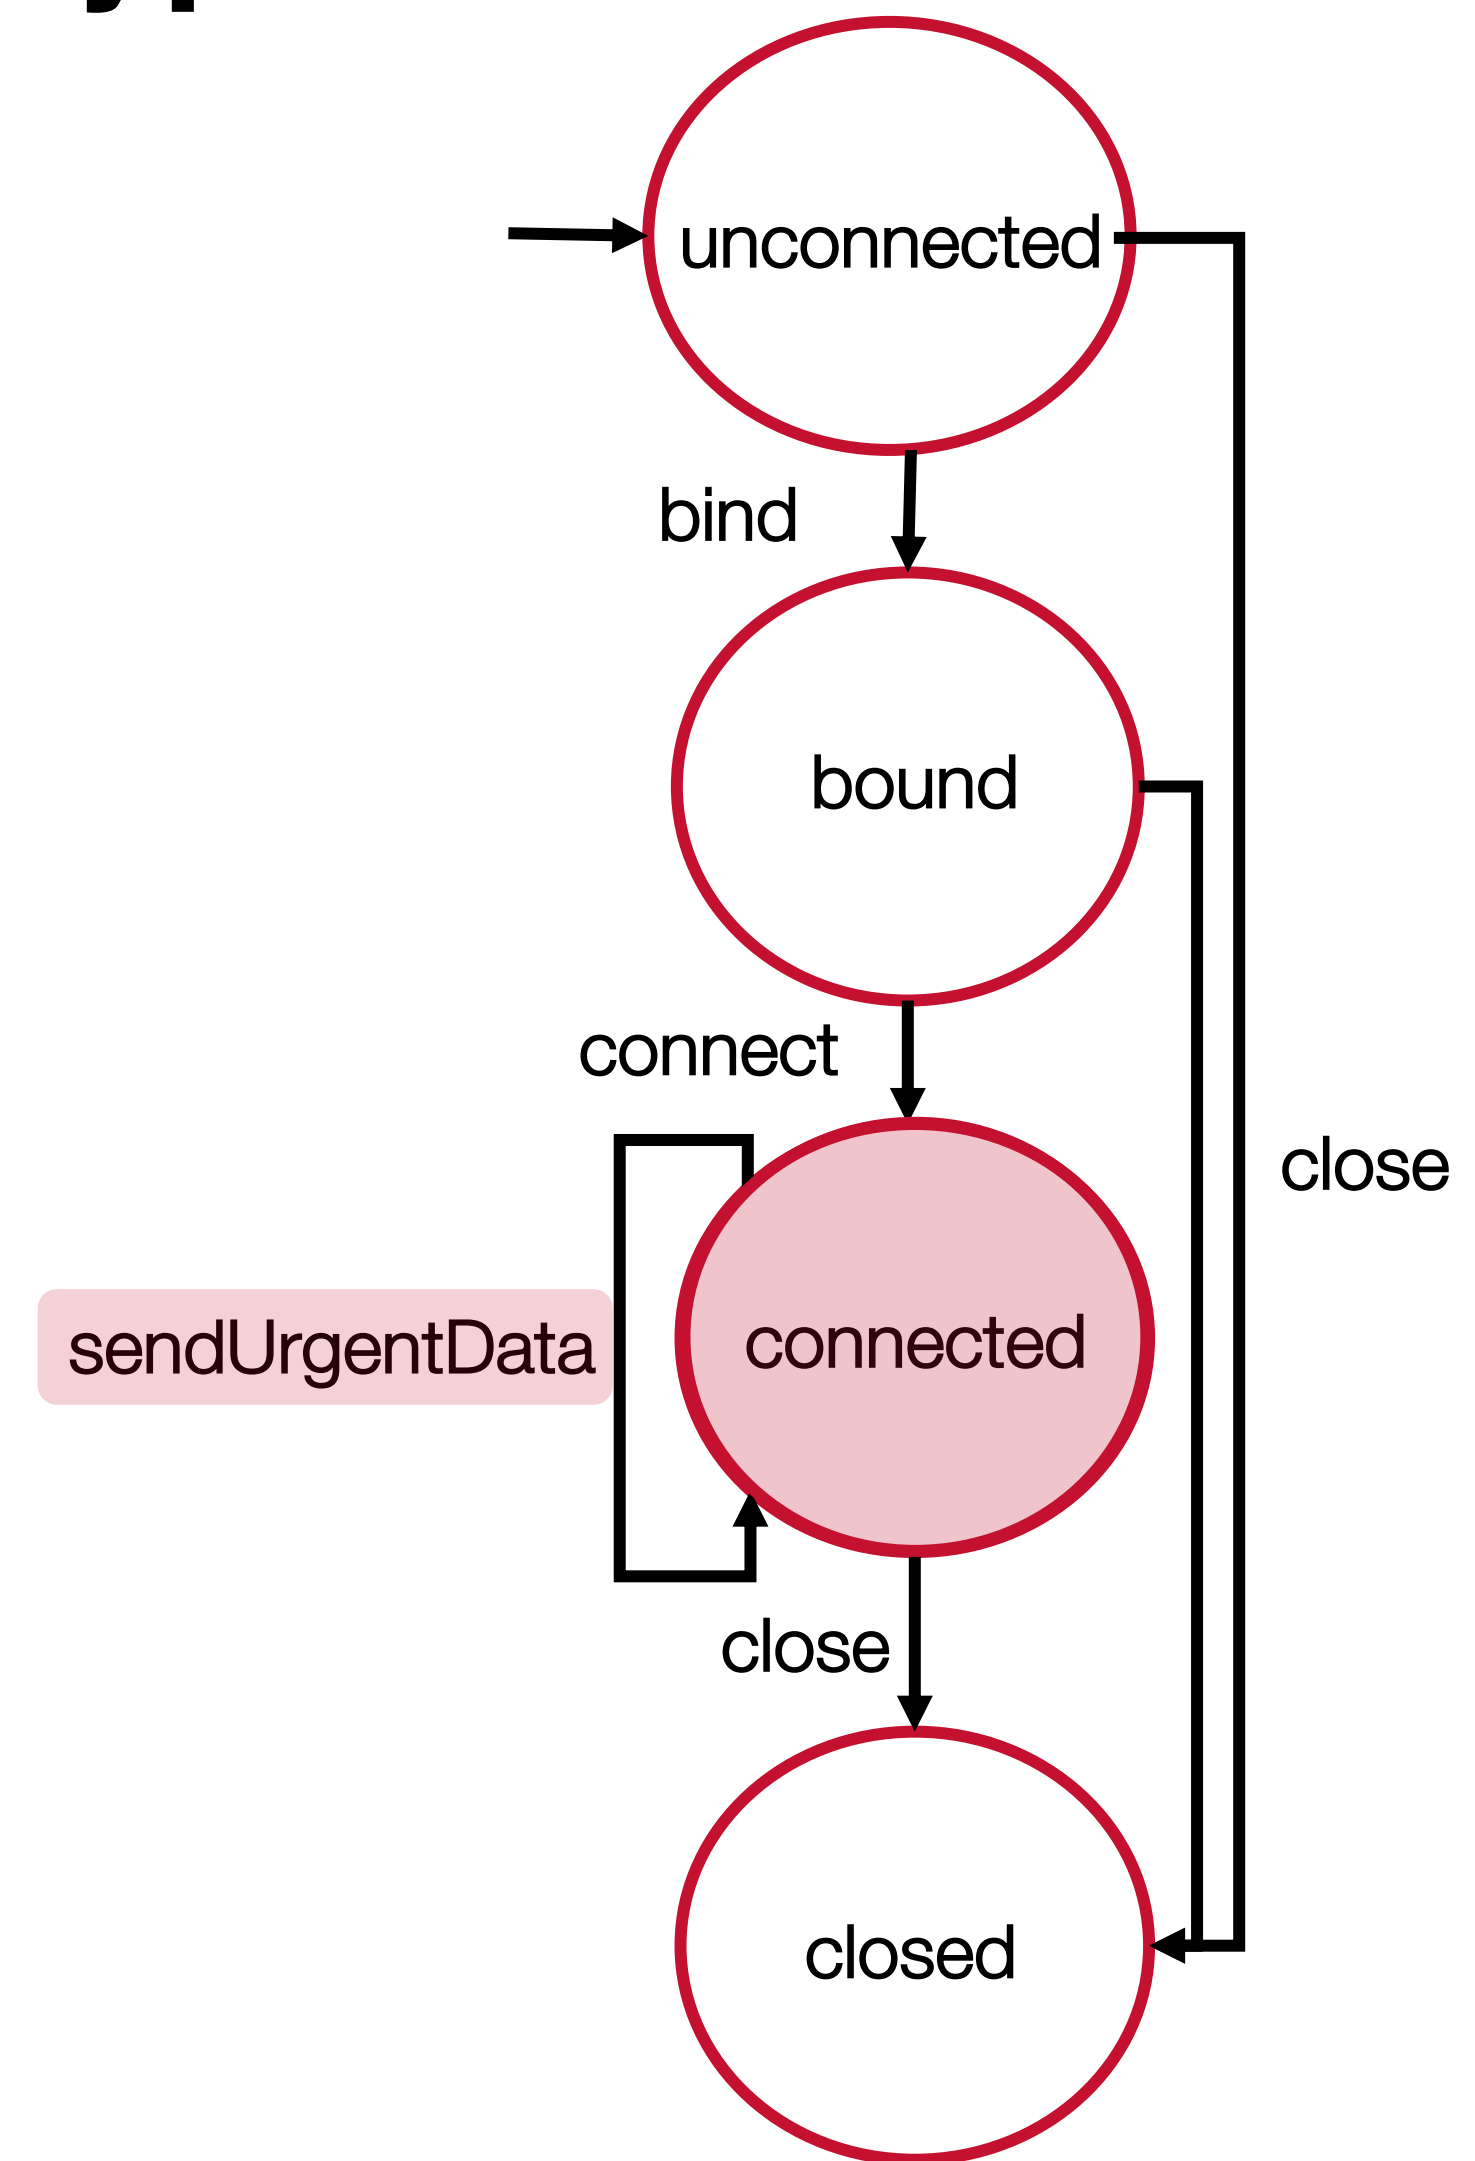 unconnected
bind
bound
connect
close
sendUrgentData
connected
close
closed